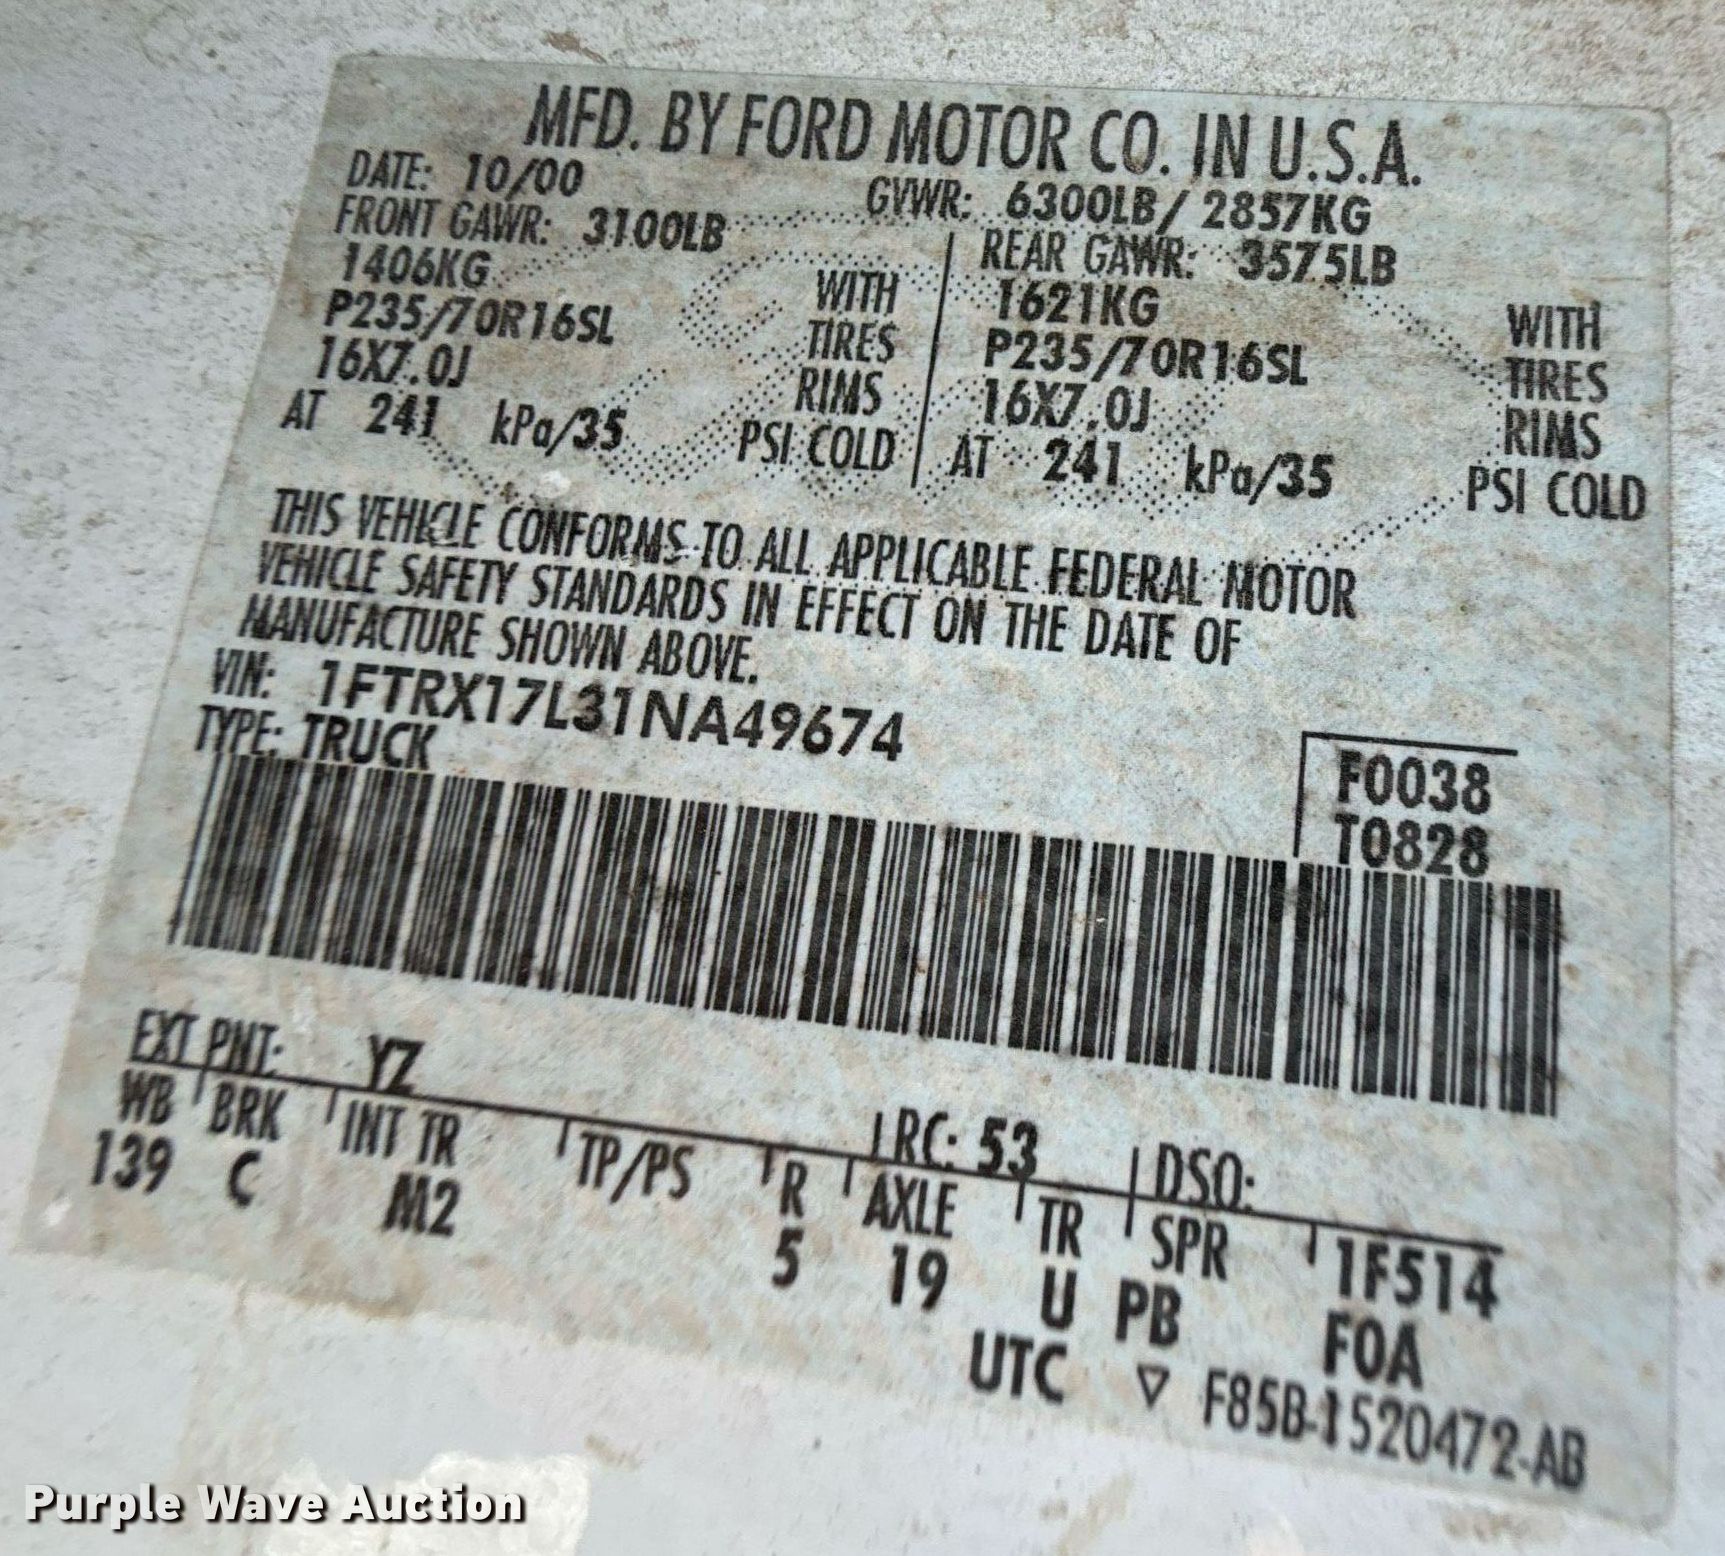 MFD. BY FORD MOTOR CO. IN U.S.A.
DATE: 10/00 GVWR: 6300LB/ 2857KG
FRONT GAWR: 3100LB REAR GAWR: 3575LB
1406KG WITH 1621KG WITH
P235/70R16SL TIRES P235/70R16SL TIRES
16X7.0J RIMS 16X7.0J RIMS
AT 241 kPa/35 PSI COLD AT 241 kPa/35 PSI COLD
THIS VEHICLE CONFORMS TO ALL APPLICABLE FEDERAL MOTOR
VEHICLE SAFETY STANDARDS IN EFFECT ON THE DATE OF
MANUFACTURE SHOWN ABOVE.
VIN: 1FTRX17L31NA49674
TYPE: TRUCK
F0038
T0828
EXT PNT: YZ RC: 53 DSO:
WB BRK INT TR TP/PS R AXLE TR SPR 1F514
139 C M2 5 19 U PB FOA
UTC ▽ F85B-1520472-AB
Purple Wave Auction